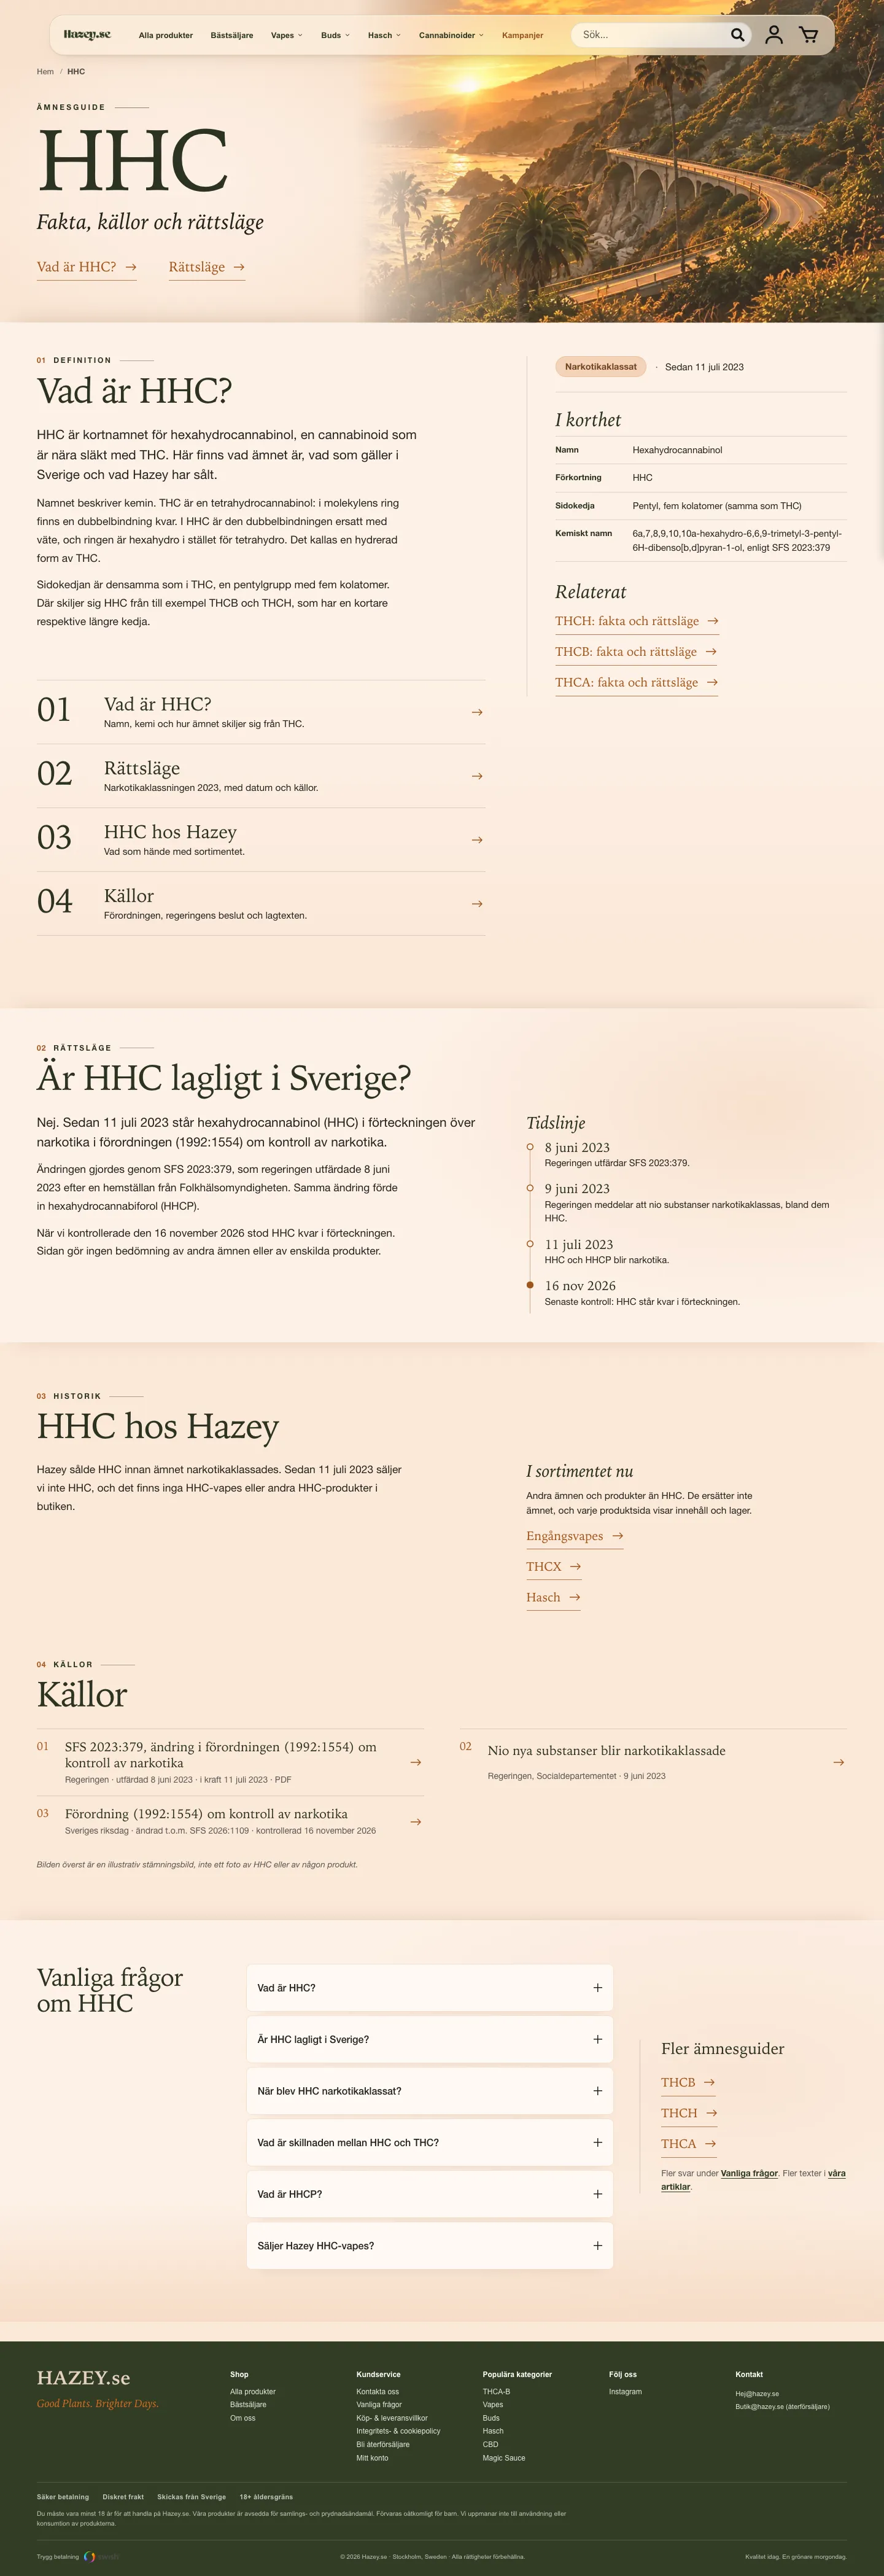 Hazey.se
Alla produkter
Bästsäljare
Vapes
Buds
Hasch
Cannabinoider
Kampanjer
Sök...
Hem / HHC
ÄMNESGUIDE
HHC
Fakta, källor och rättsläge
Vad är HHC? →
Rättsläge →
01 DEFINITION
Vad är HHC?
HHC är kortnamnet för hexahydrocannabinol, en cannabinoid som
är nära släkt med THC. Här finns vad ämnet är, vad som gäller i
Sverige och vad Hazey har sålt.
Namnet beskriver kemin. THC är en tetrahydrocannabinol: i molekylens ring
finns en dubbelbindning kvar. I HHC är den dubbelbindningen ersatt med
väte, och ringen är hexahydro i stället för tetrahydro. Det kallas en hydrerad
form av THC.
Sidokedjan är densamma som i THC, en pentylgrupp med fem kolatomer.
Där skiljer sig HHC från till exempel THCB och THCH, som har en kortare
respektive längre kedja.
Narkotikaklassat · Sedan 11 juli 2023
I korthet
Namn Hexahydrocannabinol
Förkortning HHC
Sidokedja Pentyl, fem kolatomer (samma som THC)
Kemiskt namn 6a,7,8,9,10,10a-hexahydro-6,6,9-trimetyl-3-pentyl-
6H-dibenso[b,d]pyran-1-ol, enligt SFS 2023:379
Relaterat
THCH: fakta och rättsläge →
THCB: fakta och rättsläge →
THCA: fakta och rättsläge →
01 Vad är HHC? →
Namn, kemi och hur ämnet skiljer sig från THC.
02 Rättsläge →
Narkotikaklassningen 2023, med datum och källor.
03 HHC hos Hazey →
Vad som hände med sortimentet.
04 Källor →
Förordningen, regeringens beslut och lagtexten.
02 RÄTTSLÄGE
Är HHC lagligt i Sverige?
Nej. Sedan 11 juli 2023 står hexahydrocannabinol (HHC) i förteckningen över
narkotika i förordningen (1992:1554) om kontroll av narkotika.
Ändringen gjordes genom SFS 2023:379, som regeringen utfärdade 8 juni
2023 efter en hemställan från Folkhälsomyndigheten. Samma ändring förde
in hexahydrocannabiforol (HHCP).
När vi kontrollerade den 16 november 2026 stod HHC kvar i förteckningen.
Sidan gör ingen bedömning av andra ämnen eller av enskilda produkter.
Tidslinje
8 juni 2023
Regeringen utfärdar SFS 2023:379.
9 juni 2023
Regeringen meddelar att nio substanser narkotikaklassas, bland dem
HHC.
11 juli 2023
HHC och HHCP blir narkotika.
16 nov 2026
Senaste kontroll: HHC står kvar i förteckningen.
03 HISTORIK
HHC hos Hazey
Hazey sålde HHC innan ämnet narkotikaklassades. Sedan 11 juli 2023 säljer
vi inte HHC, och det finns inga HHC-vapes eller andra HHC-produkter i
butiken.
I sortimentet nu
Andra ämnen och produkter än HHC. De ersätter inte
ämnet, och varje produktsida visar innehåll och lager.
Engångsvapes →
THCX →
Hasch →
04 KÄLLOR
Källor
01 SFS 2023:379, ändring i förordningen (1992:1554) om
kontroll av narkotika →
Regeringen · utfärdad 8 juni 2023 · i kraft 11 juli 2023 · PDF
02 Nio nya substanser blir narkotikaklassade →
Regeringen, Socialdepartementet · 9 juni 2023
03 Förordning (1992:1554) om kontroll av narkotika →
Sveriges riksdag · ändrad t.o.m. SFS 2026:1109 · kontrollerad 16 november 2026
Bilden överst är en illustrativ stämningsbild, inte ett foto av HHC eller av någon produkt.
Vanliga frågor
om HHC
Vad är HHC? +
Är HHC lagligt i Sverige? +
När blev HHC narkotikaklassat? +
Vad är skillnaden mellan HHC och THC? +
Vad är HHCP? +
Säljer Hazey HHC-vapes? +
Fler ämnesguider
THCB →
THCH →
THCA →
Fler svar under Vanliga frågor. Fler texter i våra
artiklar.
HAZEY.se
Good Plants. Brighter Days.
Shop
Alla produkter
Bästsäljare
Om oss
Kundservice
Kontakta oss
Vanliga frågor
Köp- & leveransvillkor
Integritets- & cookiepolicy
Bli återförsäljare
Mitt konto
Populära kategorier
THCA-B
Vapes
Buds
Hasch
CBD
Magic Sauce
Följ oss
Instagram
Kontakt
Hej@hazey.se
Butik@hazey.se (återförsäljare)
Säker betalning
Diskret frakt
Skickas från Sverige
18+ åldersgräns
Du måste vara minst 18 år för att handla på Hazey.se. Våra produkter är avsedda för samlings- och prydnadsändamål. Förvaras oåtkomligt för barn. Vi uppmanar inte till användning eller
konsumtion av produkterna.
Trygg betalning
© 2026 Hazey.se · Stockholm, Sweden · Alla rättigheter förbehållna.
Kvalitet idag. En grönare morgondag.